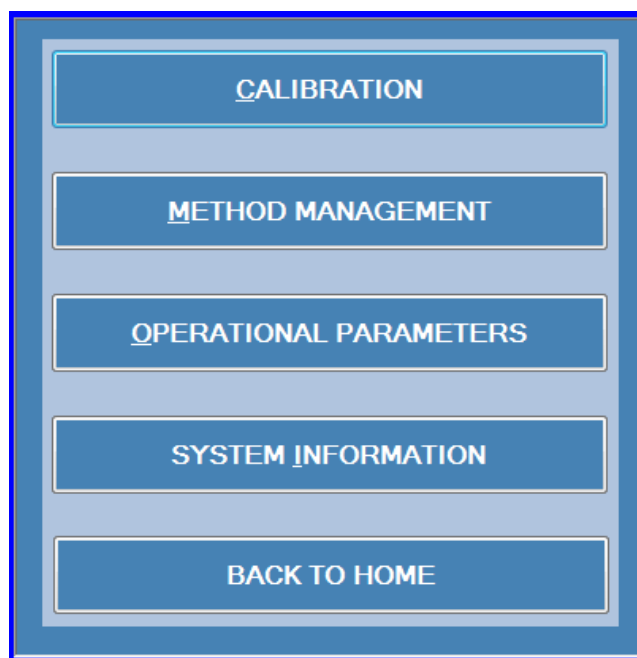 CALIBRATION
METHOD MANAGEMENT
OPERATIONAL PARAMETERS
SYSTEM INFORMATION
BACK TO HOME